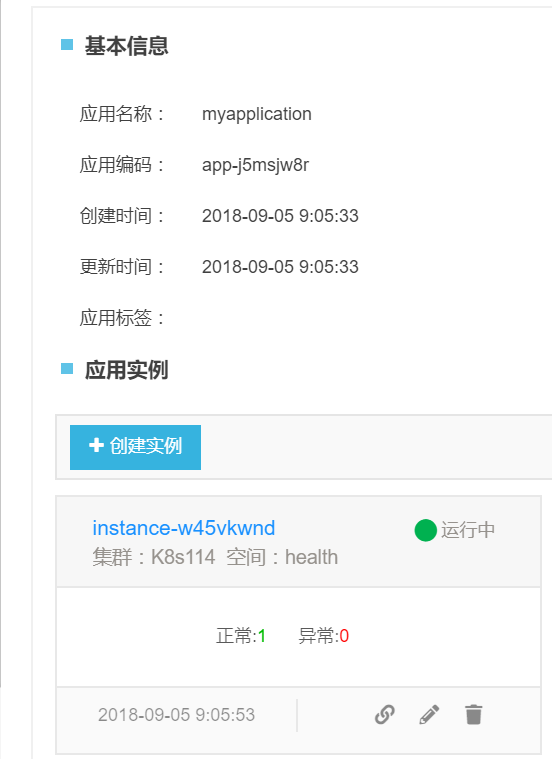 基本信息
应用名称： myapplication
应用编码： app-j5msjw8r
创建时间： 2018-09-05 9:05:33
更新时间： 2018-09-05 9:05:33
应用标签：
应用实例
创建实例
instance-w45vkwnd 运行中
集群：K8s114 空间：health
正常:1 异常:0
2018-09-05 9:05:53